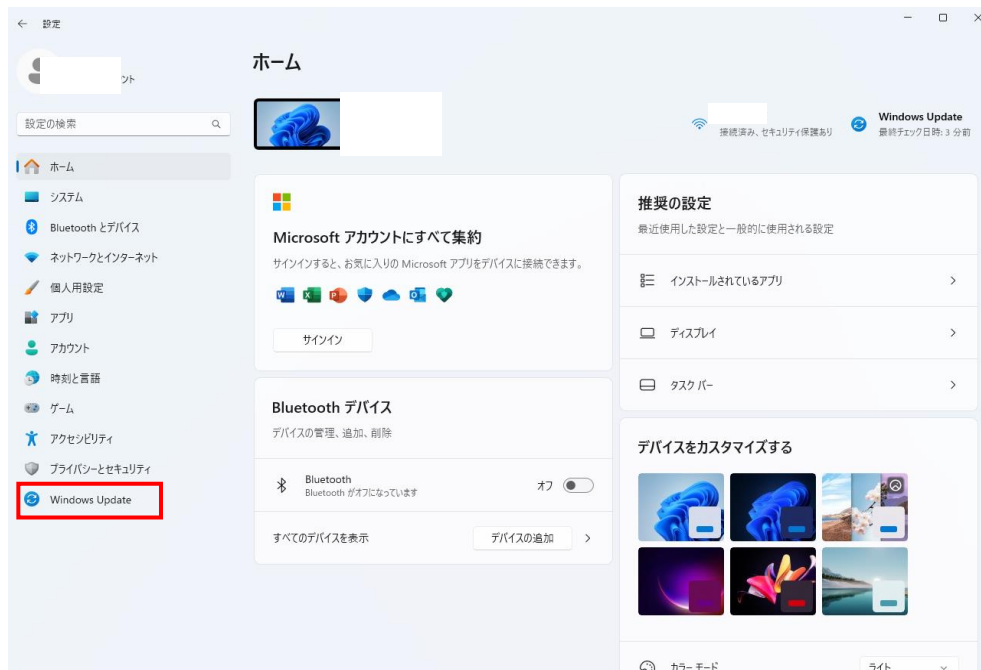 設定
ント
設定の検索
ホーム
システム
Bluetooth とデバイス
ネットワークとインターネット
個人用設定
アプリ
アカウント
時刻と言語
ゲーム
アクセシビリティ
プライバシーとセキュリティ
Windows Update
ホーム
接続済み、セキュリティ保護あり
Windows Update
最終チェック日時: 3 分前
Microsoft アカウントにすべて集約
サインインすると、お気に入りの Microsoft アプリをデバイスに接続できます。
サインイン
Bluetooth デバイス
デバイスの管理、追加、削除
Bluetooth
Bluetooth がオフになっています
オフ
すべてのデバイスを表示
デバイスの追加
推奨の設定
最近使用した設定と一般的に使用される設定
インストールされているアプリ
ディスプレイ
タスク バー
デバイスをカスタマイズする
カラー モード
ライト